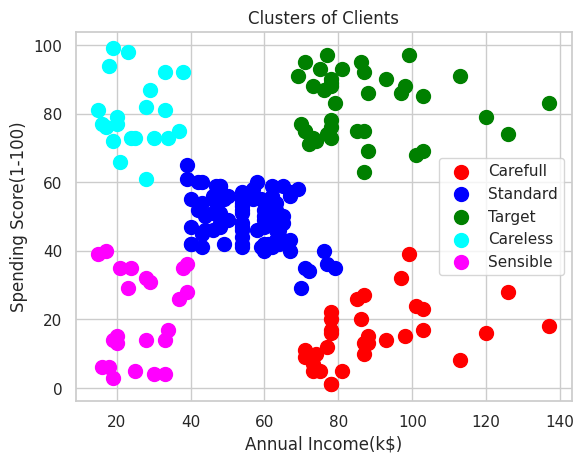 Clusters of Clients
Spending Score(1-100)
100
80
60
40
20
0
Carefull
Standard
Target
Careless
Sensible
20 40 60 80 100 120 140
Annual Income(k$)